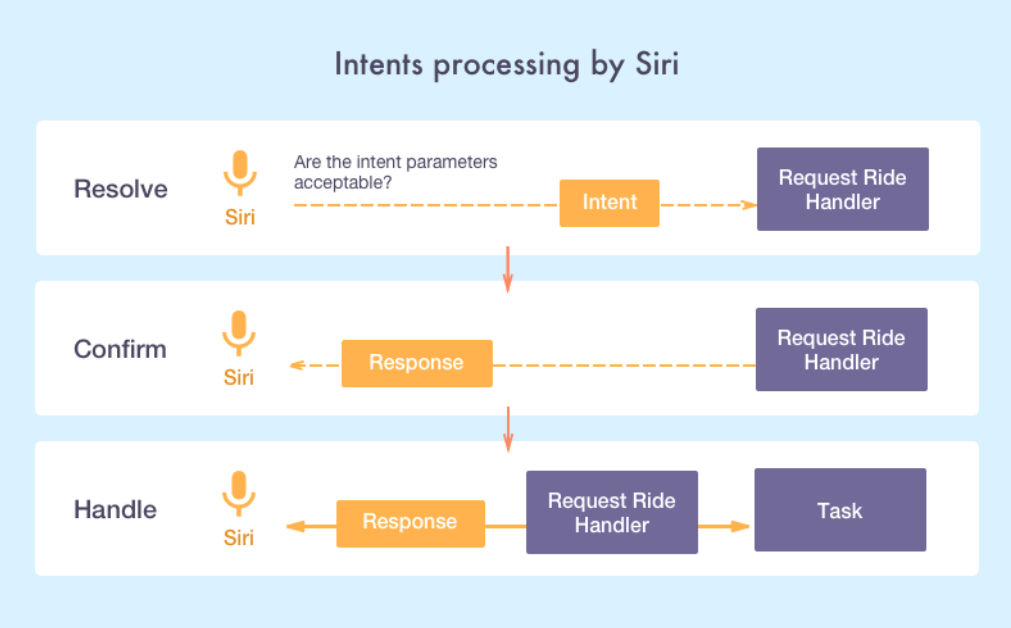 Intents processing by Siri
Resolve
Siri
Are the intent parameters
acceptable?
Intent
Request Ride
Handler
Confirm
Siri
Response
Request Ride
Handler
Handle
Siri
Response
Request Ride
Handler
Task